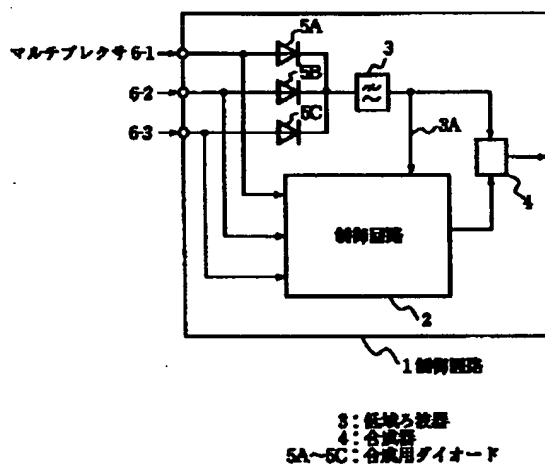 5A
マルチプレクサ 6-1
3
5B
6-2
5C
6-3
3A
4
制御回路
2
1 制御回路
3：低域ろ波器
4：合成器
5A～5C：合成用ダイオード